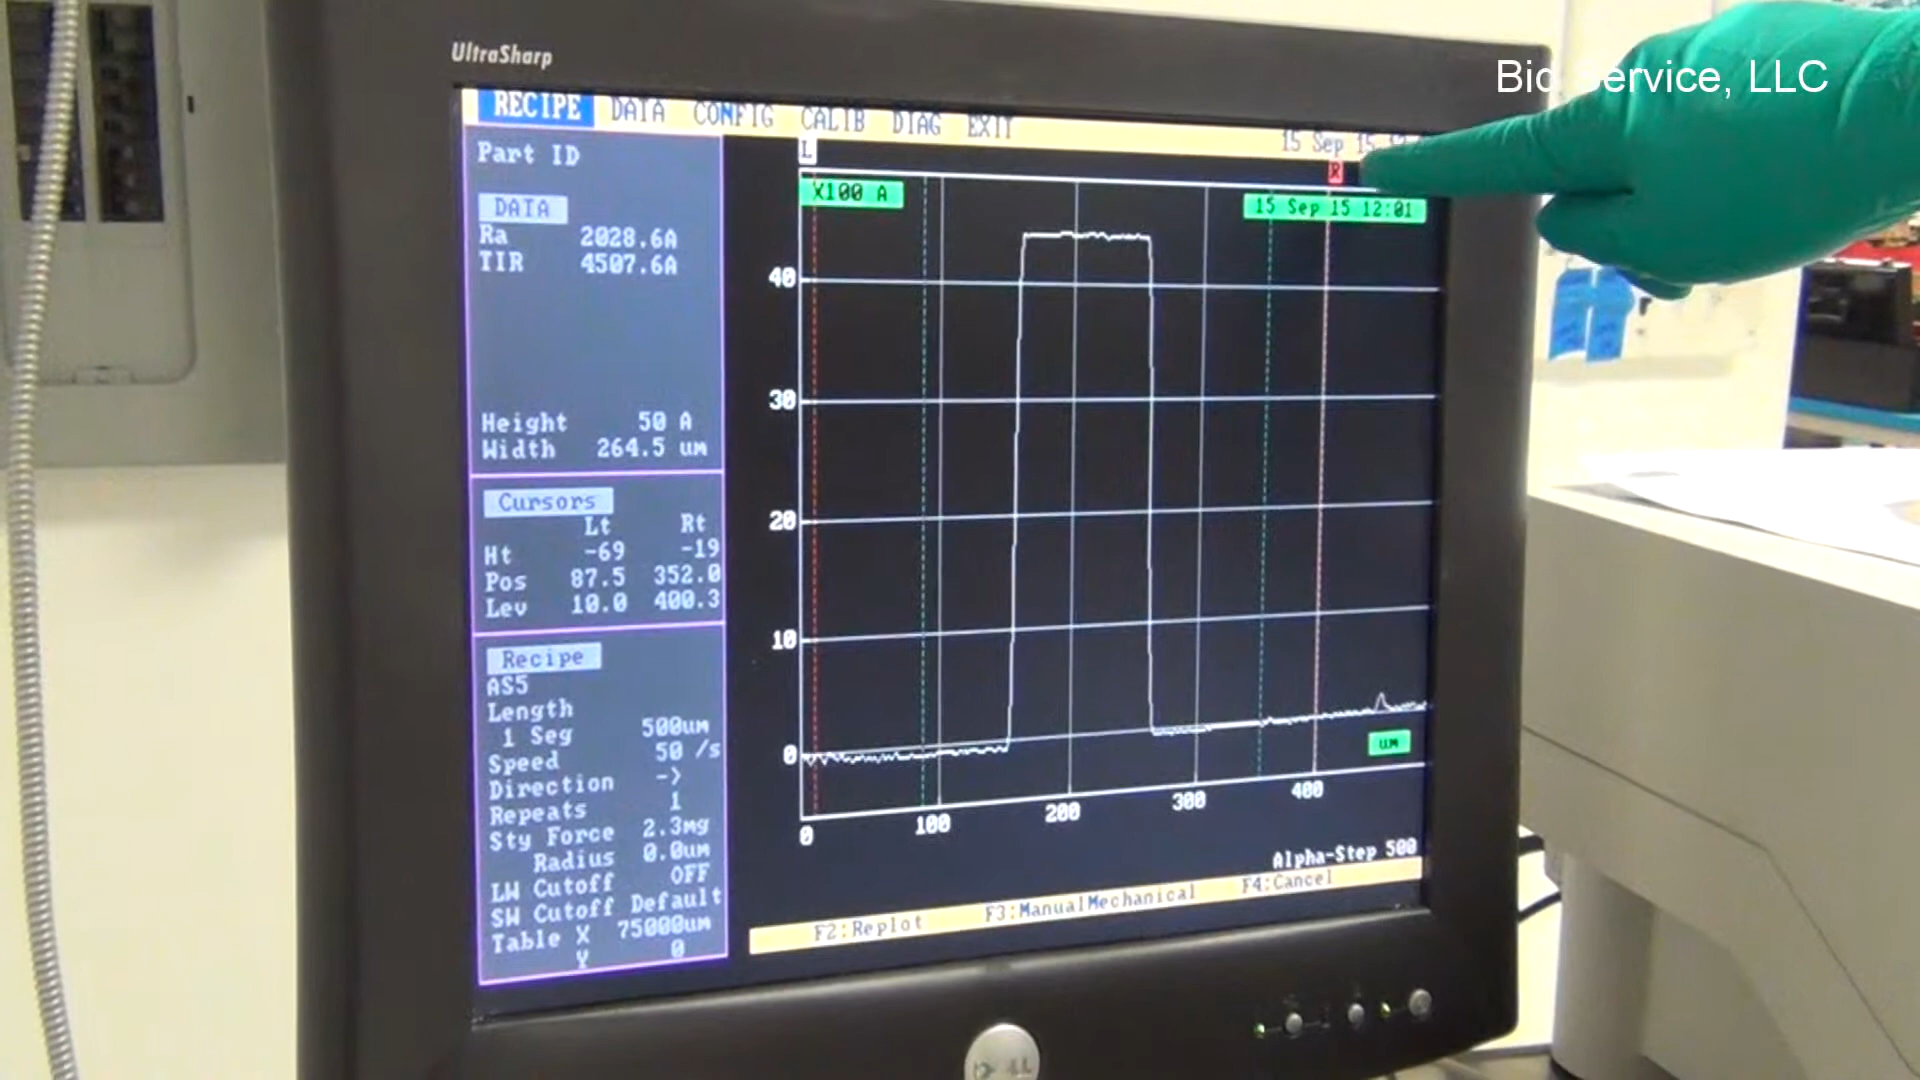 UltraSharp
Bid Service, LLC
RECIPE DATA CONFIG CALIB DIAG EXIT
15 Sep 15
Part ID
L
R
X100 A
15 Sep 15 12:01
DATA
Ra 2028.6A
TIR 4507.6A
Height 50 A
Width 264.5 um
Cursors
Lt Rt
Ht -69 -19
Pos 87.5 352.0
Lev 10.0 400.3
Recipe
AS5
Length
1 Seg 500um
Speed 50 /s
Direction ->
Repeats 1
Sty Force 2.3mg
Radius 0.0um
LW Cutoff OFF
SW Cutoff Default
Table X 75000um
Y 0
40
30
20
10
0
um
0 100 200 300 400
Alpha-Step 500
F2:Replot F3:ManualMechanical F4:Cancel
DELL